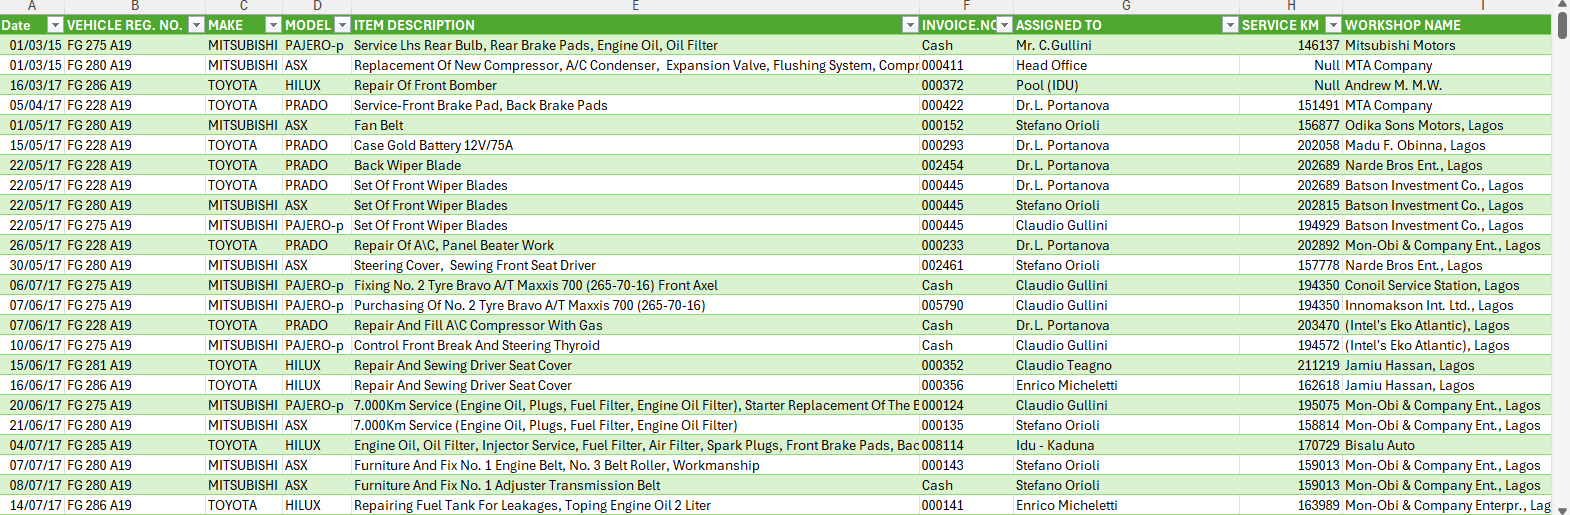 A B C D E F G H I
Date VEHICLE REG. NO. MAKE MODEL ITEM DESCRIPTION INVOICE.NO ASSIGNED TO SERVICE KM WORKSHOP NAME
01/03/15 FG 275 A19 MITSUBISHI PAJERO-p Service Lhs Rear Bulb, Rear Brake Pads, Engine Oil, Oil Filter Cash Mr. C.Gullini 146137 Mitsubishi Motors
01/03/15 FG 280 A19 MITSUBISHI ASX Replacement Of New Compressor, A/C Condenser, Expansion Valve, Flushing System, Compr 000411 Head Office Null MTA Company
16/03/17 FG 286 A19 TOYOTA HILUX Repair Of Front Bomber 000372 Pool (IDU) Null Andrew M. M.W.
05/04/17 FG 228 A19 TOYOTA PRADO Service-Front Brake Pad, Back Brake Pads 000422 Dr.L. Portanova 151491 MTA Company
01/05/17 FG 280 A19 MITSUBISHI ASX Fan Belt 000152 Stefano Orioli 156877 Odika Sons Motors, Lagos
15/05/17 FG 228 A19 TOYOTA PRADO Case Gold Battery 12V/75A 000293 Dr.L. Portanova 202058 Madu F. Obinna, Lagos
22/05/17 FG 228 A19 TOYOTA PRADO Back Wiper Blade 002454 Dr.L. Portanova 202689 Narde Bros Ent., Lagos
22/05/17 FG 228 A19 TOYOTA PRADO Set Of Front Wiper Blades 000445 Dr.L. Portanova 202689 Batson Investment Co., Lagos
22/05/17 FG 280 A19 MITSUBISHI ASX Set Of Front Wiper Blades 000445 Stefano Orioli 202815 Batson Investment Co., Lagos
22/05/17 FG 275 A19 MITSUBISHI PAJERO-p Set Of Front Wiper Blades 000445 Claudio Gullini 194929 Batson Investment Co., Lagos
26/05/17 FG 228 A19 TOYOTA PRADO Repair Of A\C, Panel Beater Work 000233 Dr.L. Portanova 202892 Mon-Obi & Company Ent., Lagos
30/05/17 FG 280 A19 MITSUBISHI ASX Steering Cover, Sewing Front Seat Driver 002461 Stefano Orioli 157778 Narde Bros Ent., Lagos
06/07/17 FG 275 A19 MITSUBISHI PAJERO-p Fixing No. 2 Tyre Bravo A/T Maxxis 700 (265-70-16) Front Axel Cash Claudio Gullini 194350 Conoil Service Station, Lagos
07/06/17 FG 275 A19 MITSUBISHI PAJERO-p Purchasing Of No. 2 Tyre Bravo A/T Maxxis 700 (265-70-16) 005790 Claudio Gullini 194350 Innomakson Int. Ltd., Lagos
07/06/17 FG 228 A19 TOYOTA PRADO Repair And Fill A\C Compressor With Gas Cash Dr.L. Portanova 203470 (Intel's Eko Atlantic), Lagos
10/06/17 FG 275 A19 MITSUBISHI PAJERO-p Control Front Break And Steering Thyroid Cash Claudio Gullini 194572 (Intel's Eko Atlantic), Lagos
15/06/17 FG 281 A19 TOYOTA HILUX Repair And Sewing Driver Seat Cover 000352 Claudio Teagno 211219 Jamiu Hassan, Lagos
16/06/17 FG 286 A19 TOYOTA HILUX Repair And Sewing Driver Seat Cover 000356 Enrico Micheletti 162618 Jamiu Hassan, Lagos
20/06/17 FG 275 A19 MITSUBISHI PAJERO-p 7.000Km Service (Engine Oil, Plugs, Fuel Filter, Engine Oil Filter), Starter Replacement Of The B 000124 Claudio Gullini 195075 Mon-Obi & Company Ent., Lagos
21/06/17 FG 280 A19 MITSUBISHI ASX 7.000Km Service (Engine Oil, Plugs, Fuel Filter, Engine Oil Filter) 000135 Stefano Orioli 158814 Mon-Obi & Company Ent., Lagos
04/07/17 FG 285 A19 TOYOTA HILUX Engine Oil, Oil Filter, Injector Service, Fuel Filter, Air Filter, Spark Plugs, Front Brake Pads, Bac 008114 Idu - Kaduna 170729 Bisalu Auto
07/07/17 FG 280 A19 MITSUBISHI ASX Furniture And Fix No. 1 Engine Belt, No. 3 Belt Roller, Workmanship 000143 Stefano Orioli 159013 Mon-Obi & Company Ent., Lagos
08/07/17 FG 280 A19 MITSUBISHI ASX Furniture And Fix No. 1 Adjuster Transmission Belt Cash Stefano Orioli 159013 Mon-Obi & Company Ent., Lagos
14/07/17 FG 286 A19 TOYOTA HILUX Repairing Fuel Tank For Leakages, Toping Engine Oil 2 Liter 000141 Enrico Micheletti 163989 Mon-Obi & Company Enterpr., Lag